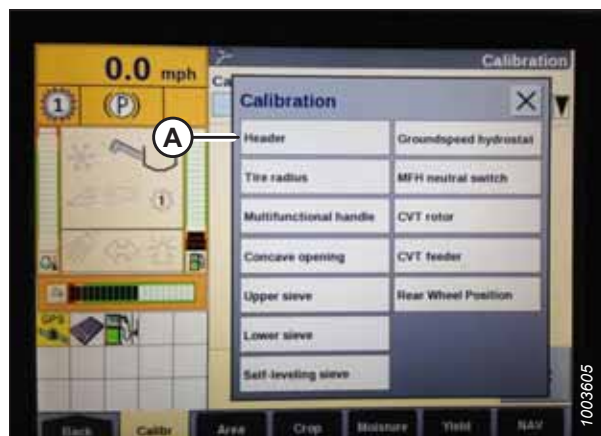 0.0 mph
Calibration
Ca
1
(P)
Calibration
A
Header
Groundspeed hydrostat
Tire radius
MFH neutral switch
1
Multifunctional handle
CVT rotor
Concave opening
CVT feeder
Upper sieve
Rear Wheel Position
GPS
Lower sieve
Self-leveling sieve
Back
Calibr
Area
Crop
Moisture
Yield
NAV
1003605